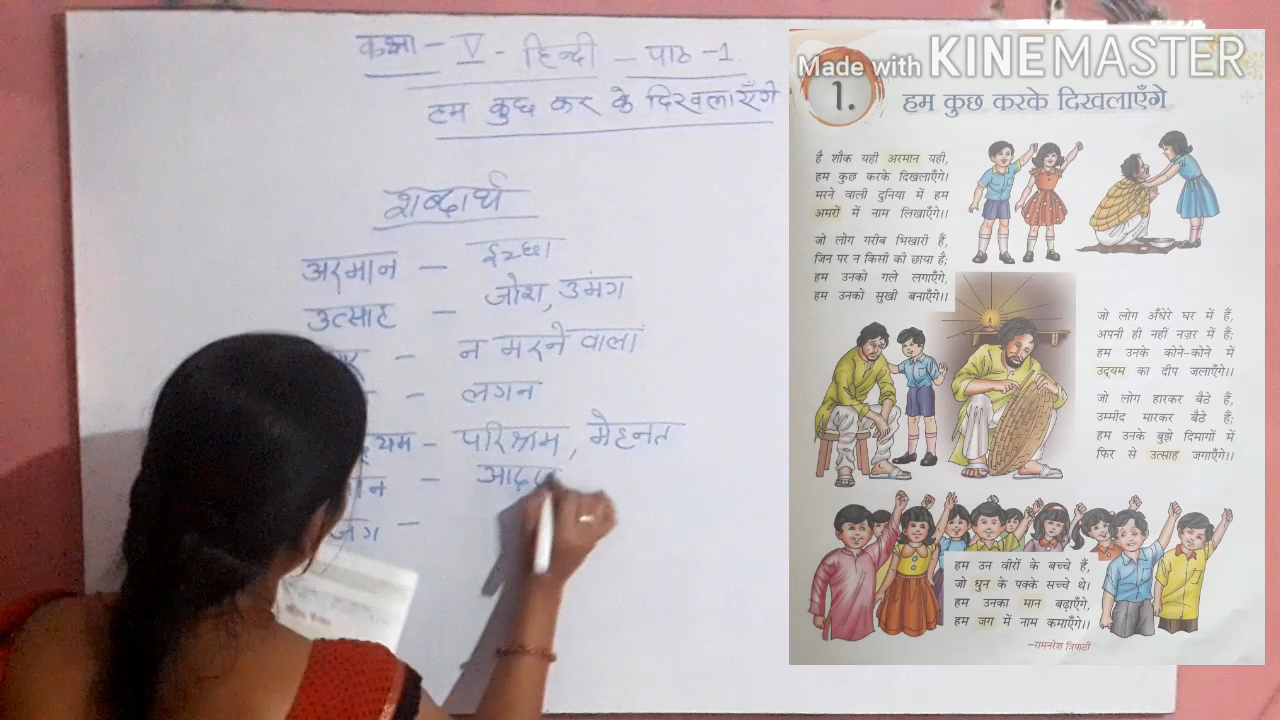 कक्षा - V - हिन्दी - पाठ - 1.
हम कुछ कर के दिखलाएँगे
शब्दार्थ
अरमान - ईच्छा
उत्साह - जोश, उमंग
- न मरने वाला
- लगन
यम - परिश्रम, मेहनत
-
जग -
Made with KINEMASTER
1.
हम कुछ करके दिखलाएँगे
है शौक यही अरमान यही,
हम कुछ करके दिखलाएँगे।
मरने वाली दुनिया में हम
अमरों में नाम लिखाएँगे।।
जो लोग गरीब भिखारी हैं,
जिन पर न किसी की छाया है;
हम उनको गले लगाएँगे,
हम उनको सुखी बनाएँगे।।
जो लोग अँधेरे घर में हैं,
अपनी ही नहीं नज़र में हैं;
हम उनके कोने-कोने में
उद्यम का दीप जलाएँगे।।
जो लोग हारकर बैठे हैं,
उम्मीद मारकर बैठे हैं;
हम उनके बुझे दिमागों में
फिर से उत्साह जगाएँगे।।
हम उन वीरों के बच्चे हैं,
जो धुन के पक्के सच्चे थे।
हम उनका मान बढ़ाएँगे,
हम जग में नाम कमाएँगे।।
-रामनरेश त्रिपाठी